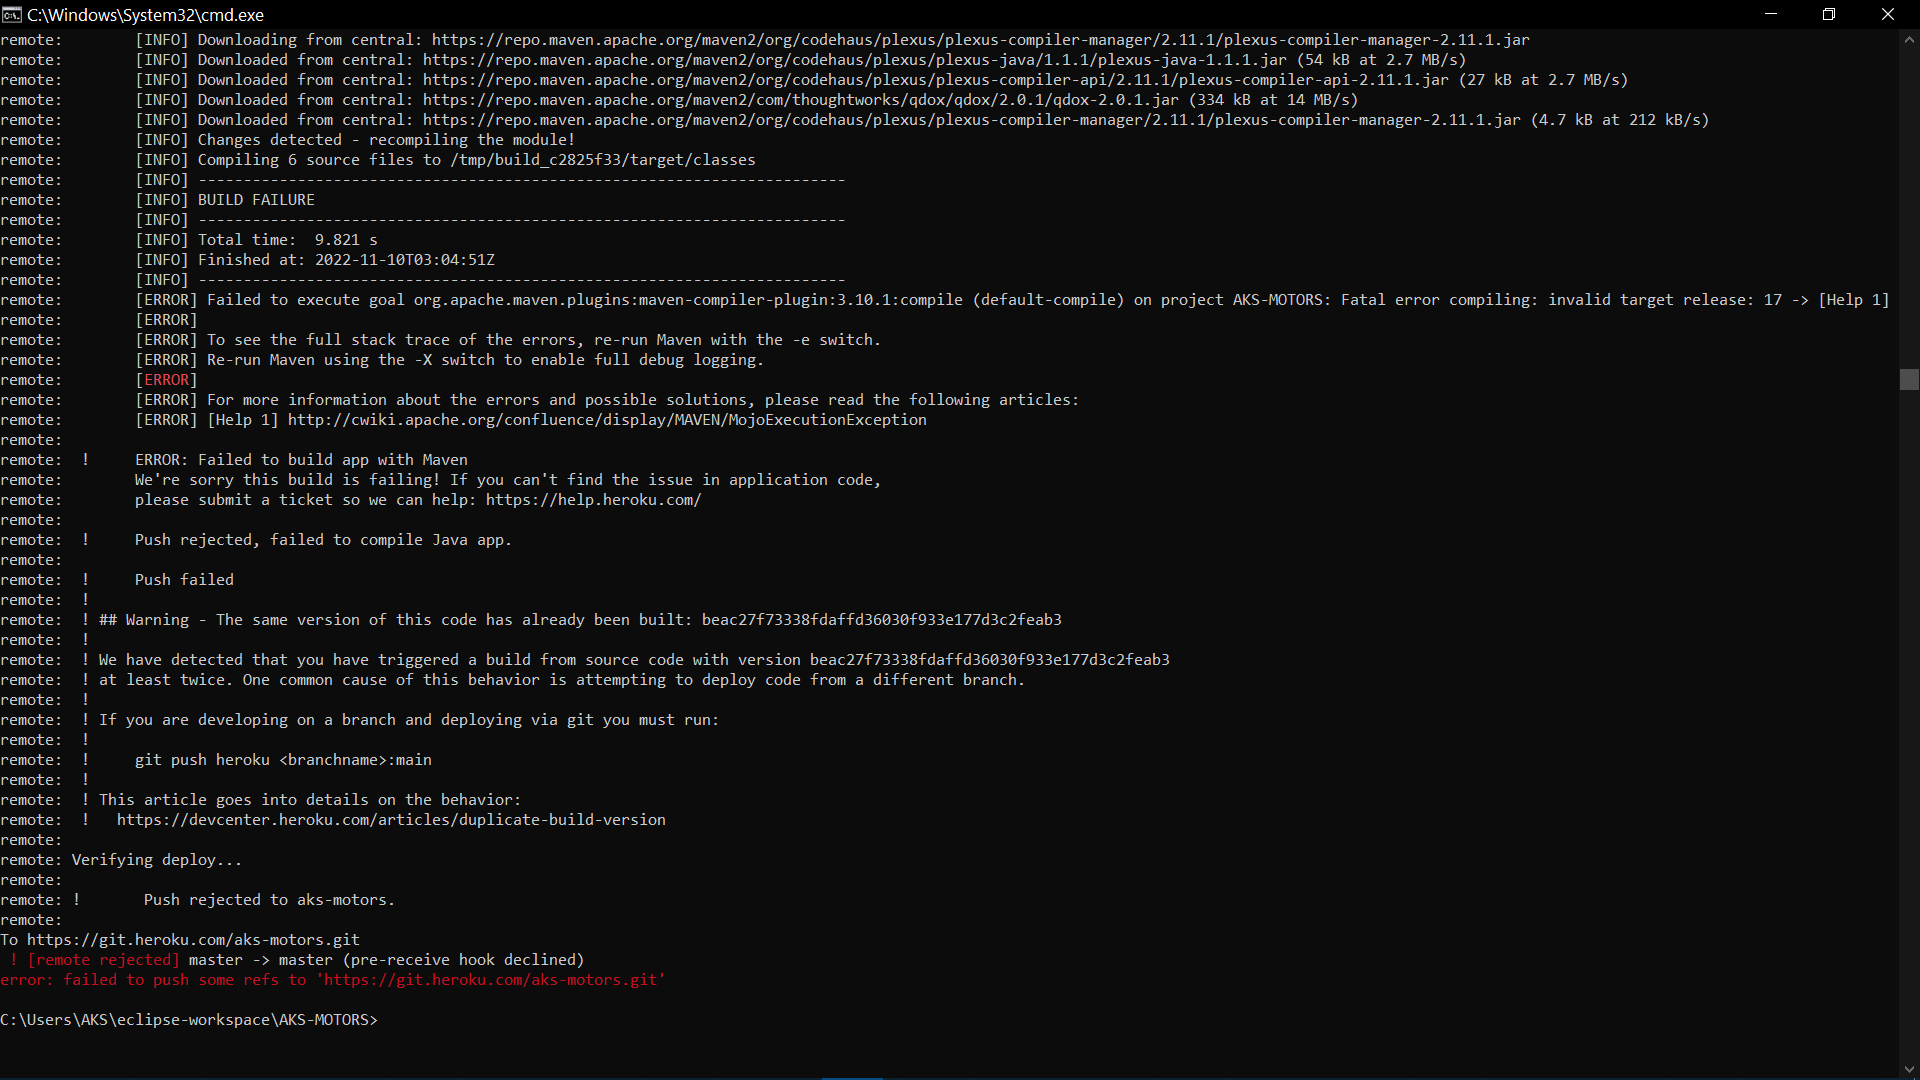 C:\Windows\System32\cmd.exe
remote:        [INFO] Downloading from central: https://repo.maven.apache.org/maven2/org/codehaus/plexus/plexus-compiler-manager/2.11.1/plexus-compiler-manager-2.11.1.jar
remote:        [INFO] Downloaded from central: https://repo.maven.apache.org/maven2/org/codehaus/plexus/plexus-java/1.1.1/plexus-java-1.1.1.jar (54 kB at 2.7 MB/s)
remote:        [INFO] Downloaded from central: https://repo.maven.apache.org/maven2/org/codehaus/plexus/plexus-compiler-api/2.11.1/plexus-compiler-api-2.11.1.jar (27 kB at 2.7 MB/s)
remote:        [INFO] Downloaded from central: https://repo.maven.apache.org/maven2/com/thoughtworks/qdox/qdox/2.0.1/qdox-2.0.1.jar (334 kB at 14 MB/s)
remote:        [INFO] Downloaded from central: https://repo.maven.apache.org/maven2/org/codehaus/plexus/plexus-compiler-manager/2.11.1/plexus-compiler-manager-2.11.1.jar (4.7 kB at 212 kB/s)
remote:        [INFO] Changes detected - recompiling the module!
remote:        [INFO] Compiling 6 source files to /tmp/build_c2825f33/target/classes
remote:        [INFO] ------------------------------------------------------------------------
remote:        [INFO] BUILD FAILURE
remote:        [INFO] ------------------------------------------------------------------------
remote:        [INFO] Total time:  9.821 s
remote:        [INFO] Finished at: 2022-11-10T03:04:51Z
remote:        [INFO] ------------------------------------------------------------------------
remote:        [ERROR] Failed to execute goal org.apache.maven.plugins:maven-compiler-plugin:3.10.1:compile (default-compile) on project AKS-MOTORS: Fatal error compiling: invalid target release: 17 -> [Help 1]
remote:        [ERROR]
remote:        [ERROR] To see the full stack trace of the errors, re-run Maven with the -e switch.
remote:        [ERROR] Re-run Maven using the -X switch to enable full debug logging.
remote:        [ERROR]
remote:        [ERROR] For more information about the errors and possible solutions, please read the following articles:
remote:        [ERROR] [Help 1] http://cwiki.apache.org/confluence/display/MAVEN/MojoExecutionException
remote:
remote:  !     ERROR: Failed to build app with Maven
remote:        We're sorry this build is failing! If you can't find the issue in application code,
remote:        please submit a ticket so we can help: https://help.heroku.com/
remote:
remote:  !     Push rejected, failed to compile Java app.
remote:
remote:  !     Push failed
remote:  !
remote:  ! ## Warning - The same version of this code has already been built: beac27f73338fdaffd36030f933e177d3c2feab3
remote:  !
remote:  ! We have detected that you have triggered a build from source code with version beac27f73338fdaffd36030f933e177d3c2feab3
remote:  ! at least twice. One common cause of this behavior is attempting to deploy code from a different branch.
remote:  !
remote:  ! If you are developing on a branch and deploying via git you must run:
remote:  !
remote:  !     git push heroku <branchname>:main
remote:  !
remote:  ! This article goes into details on the behavior:
remote:  !   https://devcenter.heroku.com/articles/duplicate-build-version
remote:
remote: Verifying deploy...
remote:
remote: !       Push rejected to aks-motors.
remote:
To https://git.heroku.com/aks-motors.git
 ! [remote rejected] master -> master (pre-receive hook declined)
error: failed to push some refs to 'https://git.heroku.com/aks-motors.git'
C:\Users\AKS\eclipse-workspace\AKS-MOTORS>